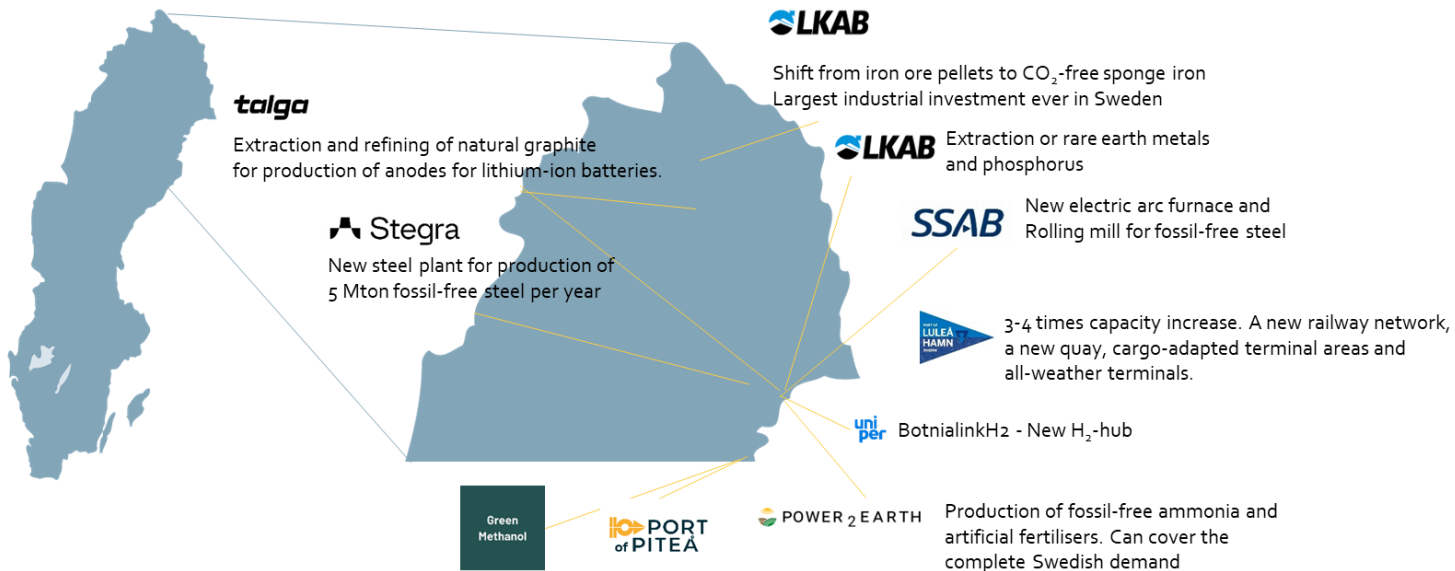 LKAB
Shift from iron ore pellets to CO₂-free sponge iron
Largest industrial investment ever in Sweden
talga
Extraction and refining of natural graphite
for production of anodes for lithium-ion batteries.
LKAB
Extraction or rare earth metals
and phosphorus
Stegra
New steel plant for production of
5 Mton fossil-free steel per year
SSAB
New electric arc furnace and
Rolling mill for fossil-free steel
PORT OF
LULEÅ
HAMN
3-4 times capacity increase. A new railway network,
a new quay, cargo-adapted terminal areas and
all-weather terminals.
uni
per
BotnialinkH2 - New H₂-hub
Green
Methanol
PORT
of PITEÅ
POWER 2 EARTH
Production of fossil-free ammonia and
artificial fertilisers. Can cover the
complete Swedish demand